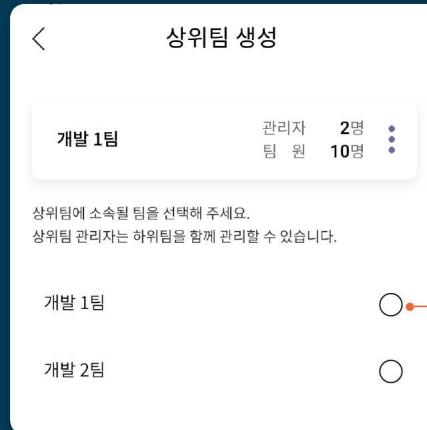 상위팀 생성
개발 1팀
관리자 2명
팀 원 10명
상위팀에 소속될 팀을 선택해 주세요.
상위팀 관리자는 하위팀을 함께 관리할 수 있습니다.
개발 1팀
개발 2팀